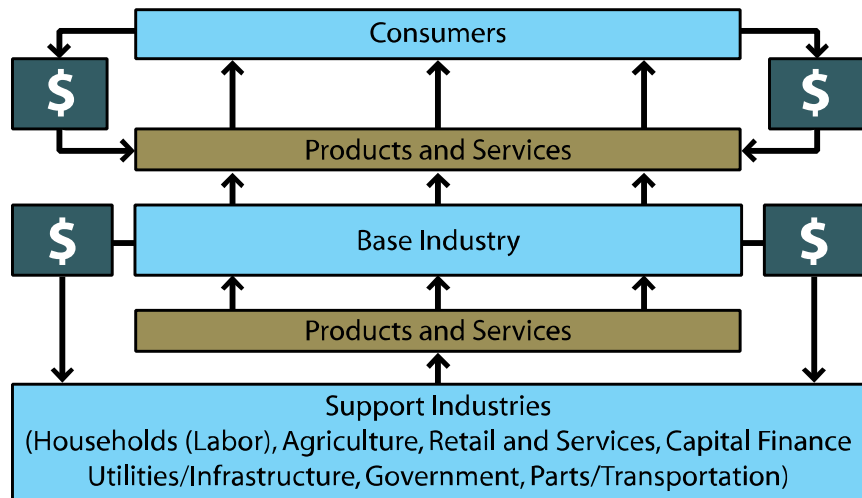 Consumers
$
$
Products and Services
$
Base Industry
$
Products and Services
Support Industries
(Households (Labor), Agriculture, Retail and Services, Capital Finance
Utilities/Infrastructure, Government, Parts/Transportation)